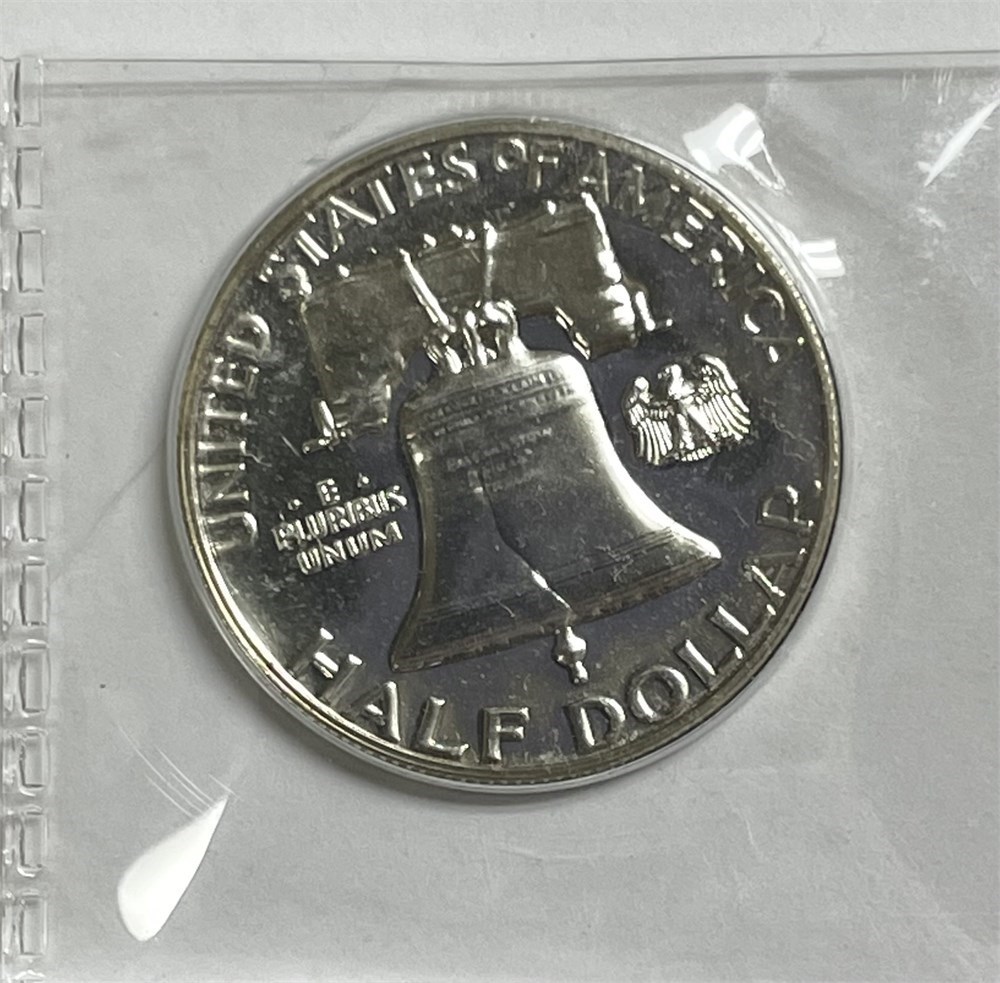 UNITED STATES OF AMERICA
E
PLURIBUS
UNUM
HALF DOLLAR